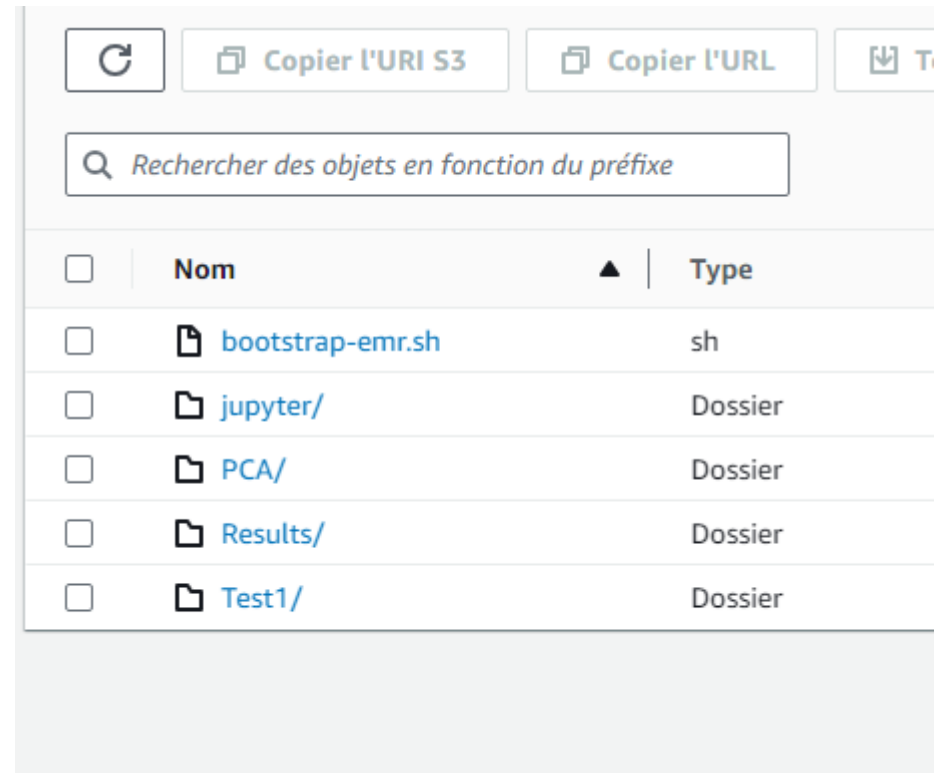 Copier l'URI S3 Copier l'URL
Rechercher des objets en fonction du préfixe
Nom Type
bootstrap-emr.sh sh
jupyter/ Dossier
PCA/ Dossier
Results/ Dossier
Test1/ Dossier